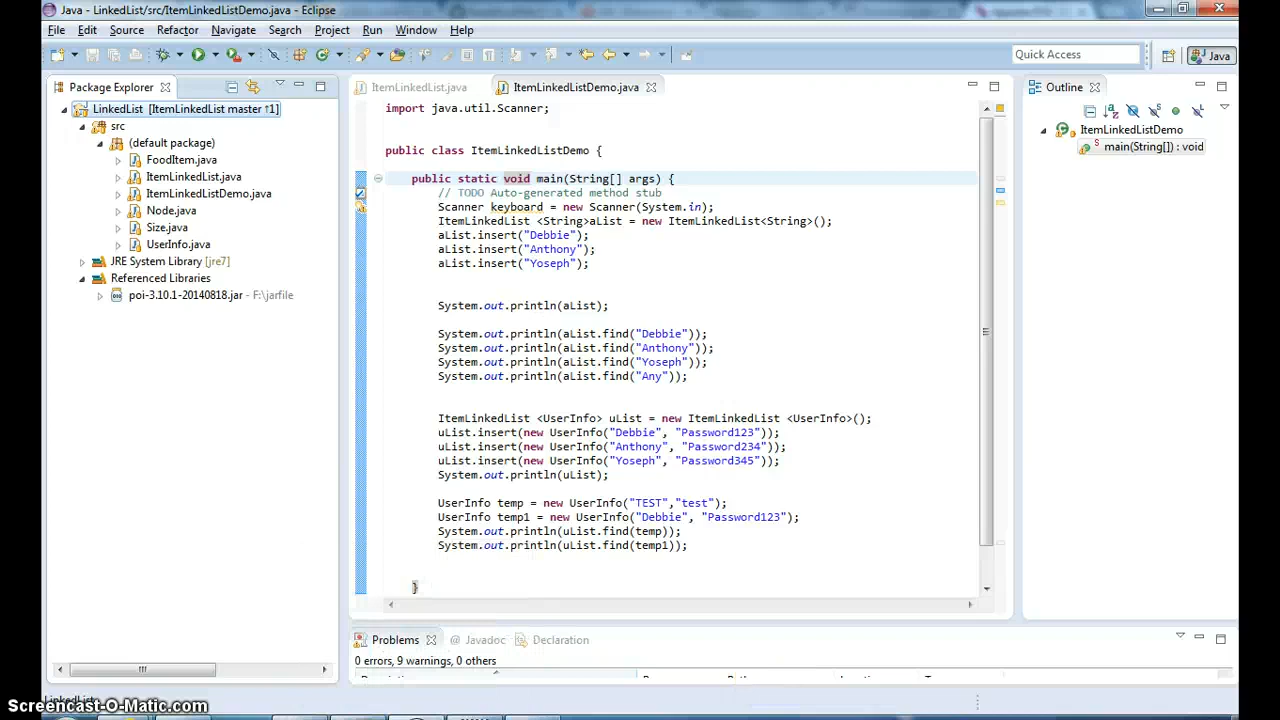 Java - LinkedList/src/ItemLinkedListDemo.java - Eclipse
File Edit Source Refactor Navigate Search Project Run Window Help
Quick Access
Java
Package Explorer
LinkedList [ItemLinkedList master ↑1]
src
(default package)
FoodItem.java
ItemLinkedList.java
ItemLinkedListDemo.java
Node.java
Size.java
UserInfo.java
JRE System Library [jre7]
Referenced Libraries
poi-3.10.1-20140818.jar - F:\jarfile
ItemLinkedList.java ItemLinkedListDemo.java
import java.util.Scanner;
public class ItemLinkedListDemo {
public static void main(String[] args) {
// TODO Auto-generated method stub
Scanner keyboard = new Scanner(System.in);
ItemLinkedList <String>aList = new ItemLinkedList<String>();
aList.insert("Debbie");
aList.insert("Anthony");
aList.insert("Yoseph");
System.out.println(aList);
System.out.println(aList.find("Debbie"));
System.out.println(aList.find("Anthony"));
System.out.println(aList.find("Yoseph"));
System.out.println(aList.find("Any"));
ItemLinkedList <UserInfo> uList = new ItemLinkedList <UserInfo>();
uList.insert(new UserInfo("Debbie", "Password123"));
uList.insert(new UserInfo("Anthony", "Password234"));
uList.insert(new UserInfo("Yoseph", "Password345"));
System.out.println(uList);
UserInfo temp = new UserInfo("TEST","test");
UserInfo temp1 = new UserInfo("Debbie", "Password123");
System.out.println(uList.find(temp));
System.out.println(uList.find(temp1));
}
Outline
ItemLinkedListDemo
main(String[]) : void
Problems @ Javadoc Declaration
0 errors, 9 warnings, 0 others
Screencast-O-Matic.com